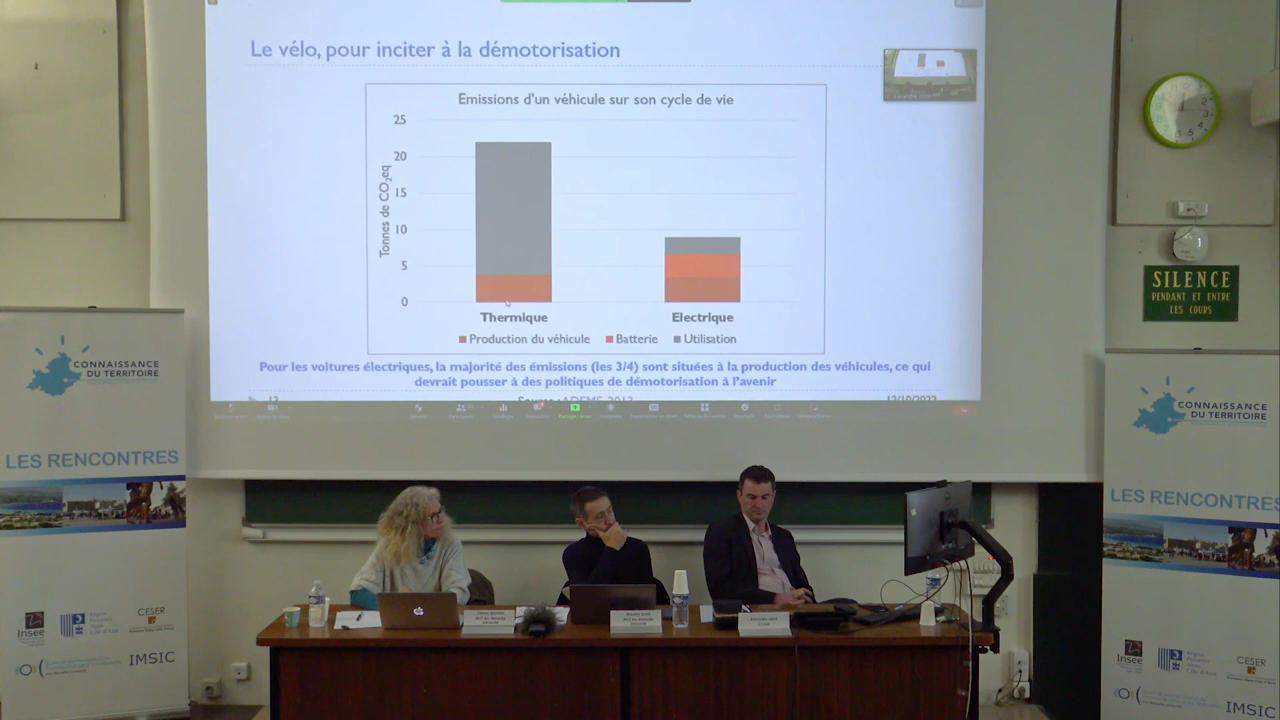 Le vélo, pour inciter à la démotorisation
Emissions d'un véhicule sur son cycle de vie
Tonnes de CO2eq
25
20
15
10
5
0
Thermique
Electrique
Production du véhicule
Batterie
Utilisation
Pour les voitures électriques, la majorité des émissions (les 3/4) sont situées à la production des véhicules, ce qui
devrait pousser à des politiques de démotorisation à l'avenir
SILENCE
PENDANT ET ENTRE
LES COURS
CONNAISSANCE
DU TERRITOIRE
LES RENCONTRES
Insee
CESER
IMSIC
CONNAISSANCE
DU TERRITOIRE
LES RENCONTRES
Insee
CESER
IMSIC